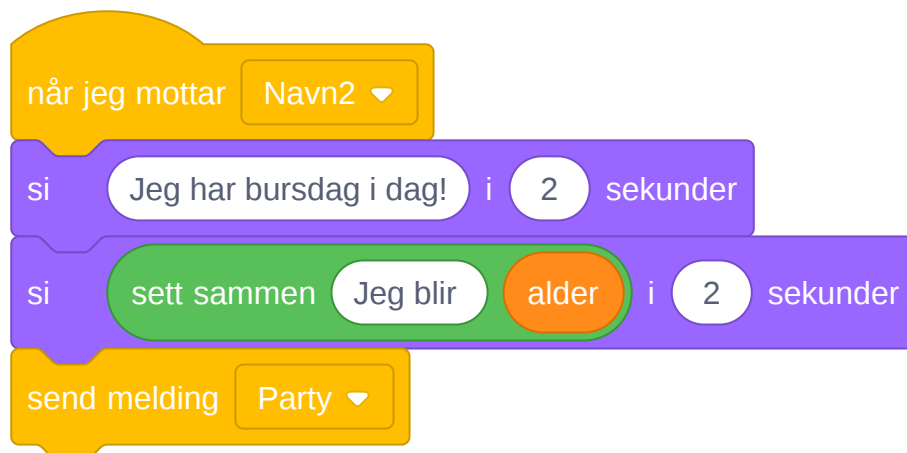 når jeg mottar Navn2
si Jeg har bursdag i dag! i 2 sekunder
si sett sammen Jeg blir alder i 2 sekunder
send melding Party